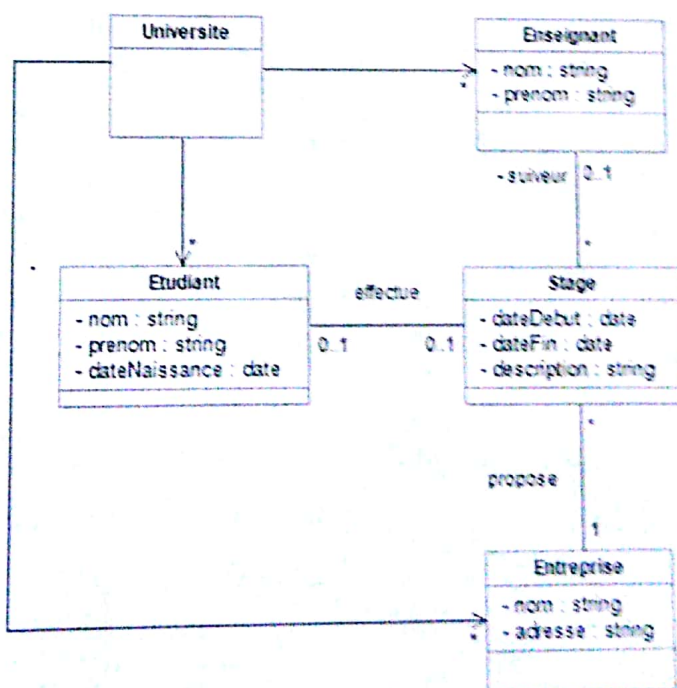 Universite
Enseignant
- nom : string
- prenom : string
*
- suiveur 0..1
*
*
Etudiant
- nom : string
- prenom : string
- dateNaissance : date
effectue
0..1 0..1
Stage
- dateDebut : date
- dateFin : date
- description : string
*
propose
1
Entreprise
- nom : string
- adresse : string
*